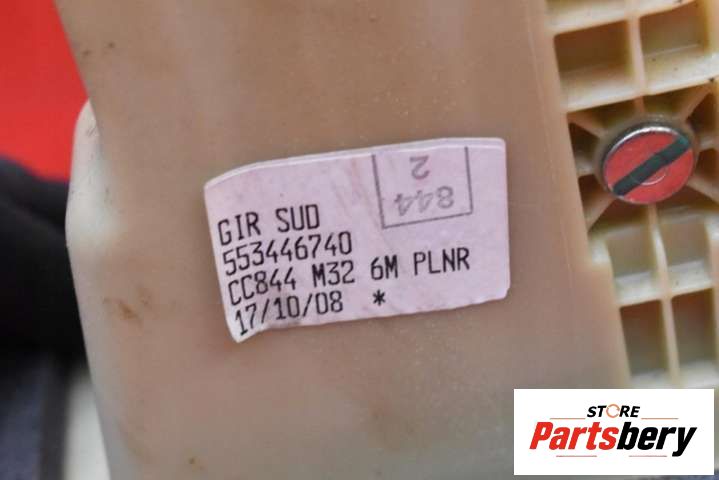 GIR SUD
553446740
CC844 M32 6M PLNR
17/10/08 *
844
2
STORE
Partsbery